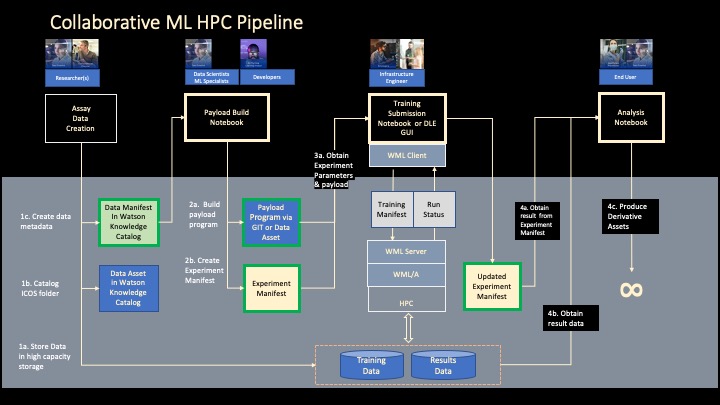 Collaborative ML HPC Pipeline
Researcher(s)
Data Scientists
ML Specialists
Developers
Infrastructure
Engineer
End User
Assay
Data
Creation
Payload Build
Notebook
Training
Submission
Notebook or DLE
GUI
Analysis
Notebook
WML Client
3a. Obtain
Experiment
Parameters
& payload
1c. Create data
metadata
Data Manifest
In Watson
Knowledge
Catalog
2a. Build
payload
program
Payload
Program via
GIT or Data
Asset
Training
Manifest
Run
Status
4a. Obtain
result from
Experiment
Manifest
4c. Produce
Derivative
Assets
1b. Catalog
ICOS folder
Data Asset
in Watson
Knowledge
Catalog
2b. Create
Experiment
Manifest
Experiment
Manifest
WML Server
WML/A
HPC
Updated
Experiment
Manifest
∞
4b. Obtain
result data
1a. Store Data
in high capacity
storage
Training
Data
Results
Data